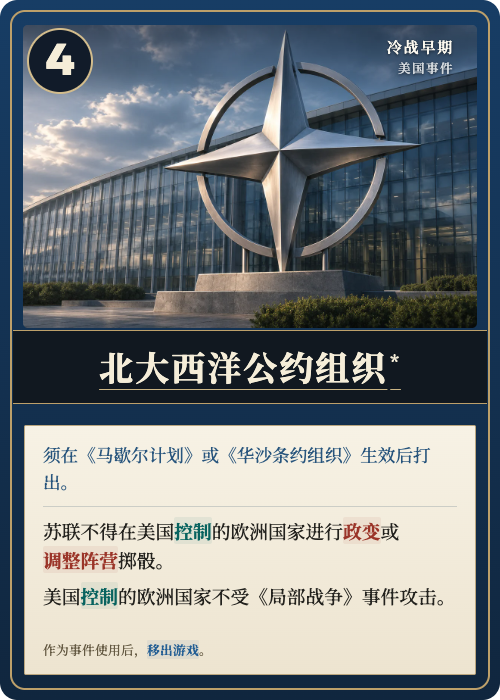 4
冷战早期
美国事件
北大西洋公约组织*
须在《马歇尔计划》或《华沙条约组织》生效后打
出。
苏联不得在美国控制的欧洲国家进行政变或
调整阵营掷骰。
美国控制的欧洲国家不受《局部战争》事件攻击。
作为事件使用后，移出游戏。